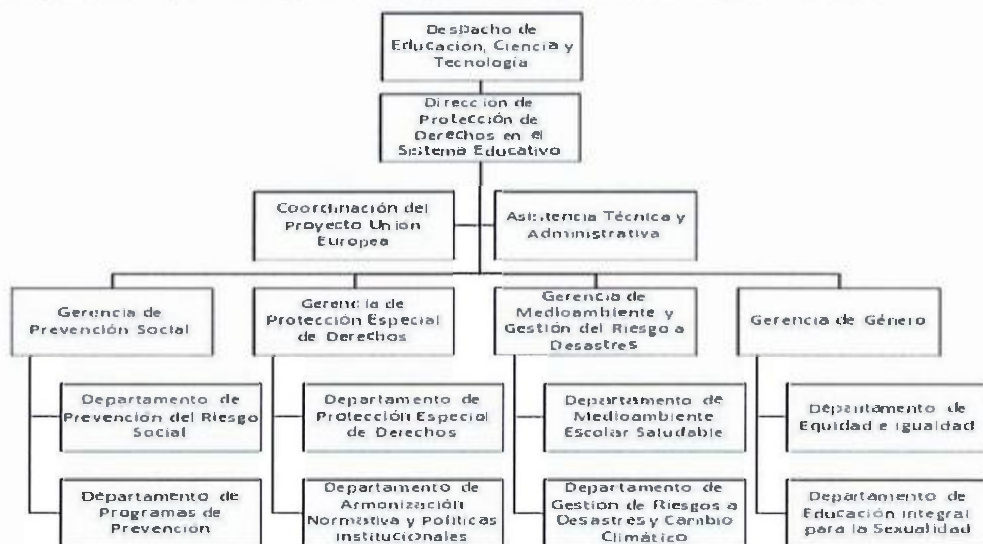 Despacho de
Educación, Ciencia y
Tecnología
Dirección de
Protección de
Derechos en el
Sistema Educativo
Coordinación del
Proyecto Unión
Europea
Asistencia Técnica y
Administrativa
Gerencia de
Prevención Social
Gerencia de
Protección Especial
de Derechos
Gerencia de
Medioambiente y
Gestión del Riesgo a
Desastres
Gerencia de Género
Departamento de
Prevención del Riesgo
Social
Departamento de
Protección Especial
de Derechos
Departamento de
Medioambiente
Escolar Saludable
Departamento de
Equidad e igualdad
Departamento de
Programas de
Prevención
Departamento de
Armonización
Normativa y Políticas
institucionales
Departamento de
Gestión de Riesgos a
Desastres y Cambio
Climático
Departamento de
Educación integral
para la Sexualidad